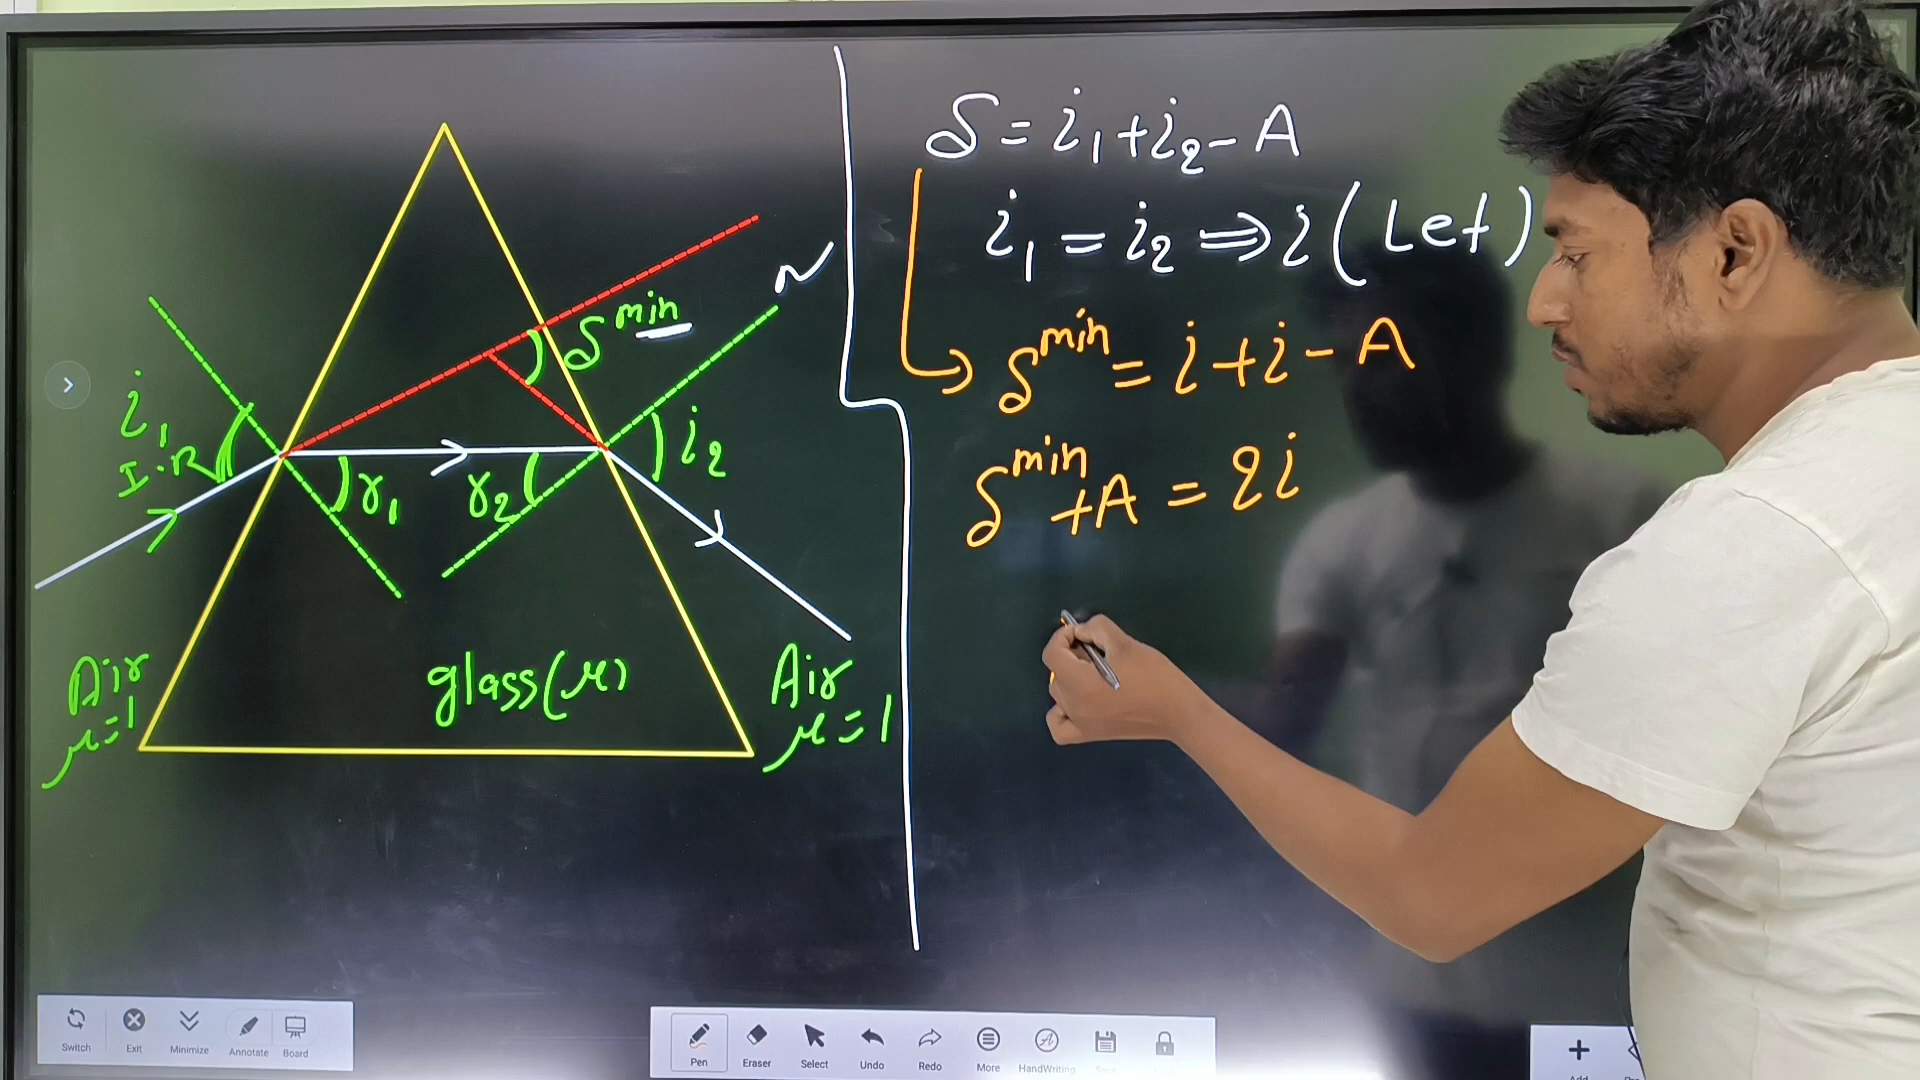 δ = i₁ + i₂ - A
i₁ = i₂ ⇒ i (Let)
δᵐⁱⁿ = i + i - A
δᵐⁱⁿ + A = 2i
N
δᵐⁱⁿ
i₁
I.R
r₁
r₂
i₂
Air
μ=1
glass(μ)
Air
μ=1
Switch Exit Minimize Annotate Board
Pen Eraser Select Undo Redo More HandWriting
Add